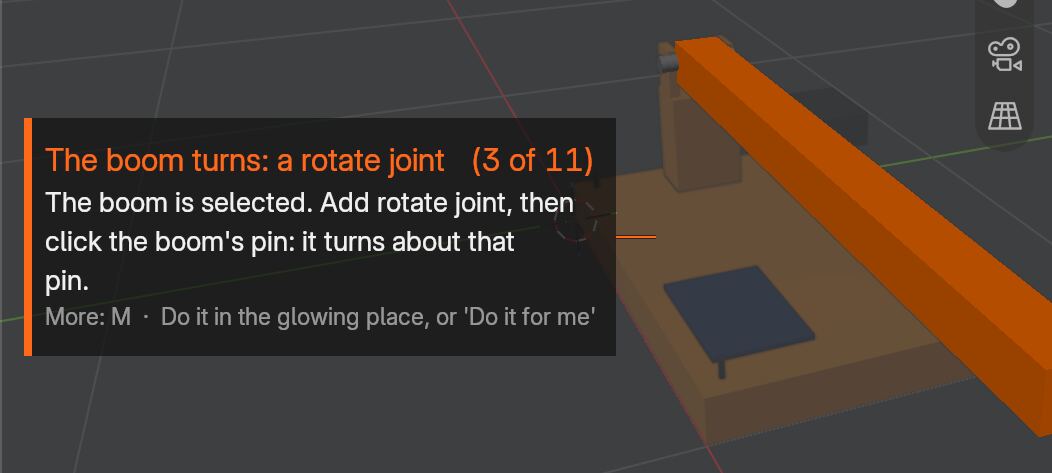 The boom turns: a rotate joint (3 of 11)
The boom is selected. Add rotate joint, then
click the boom's pin: it turns about that
pin.
More: M · Do it in the glowing place, or 'Do it for me'